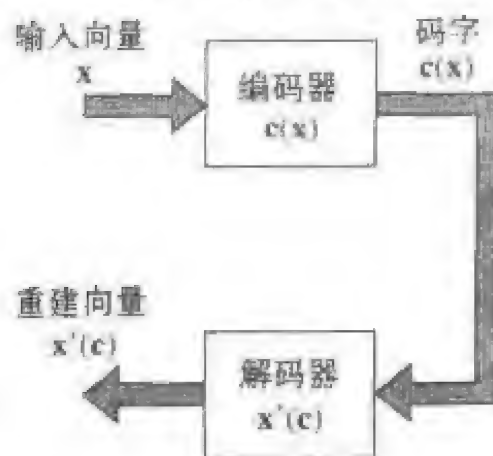 输入向量
x
编码器
c(x)
码字
c(x)
重建向量
x'(c)
解码器
x'(c)